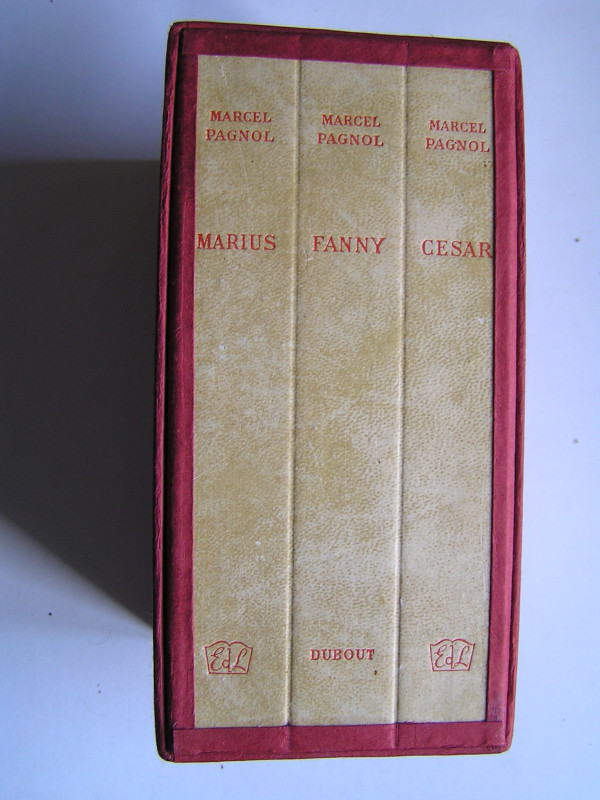 MARCEL
PAGNOL
MARIUS
EdL
MARCEL
PAGNOL
FANNY
DUBOUT
MARCEL
PAGNOL
CESAR
EdL